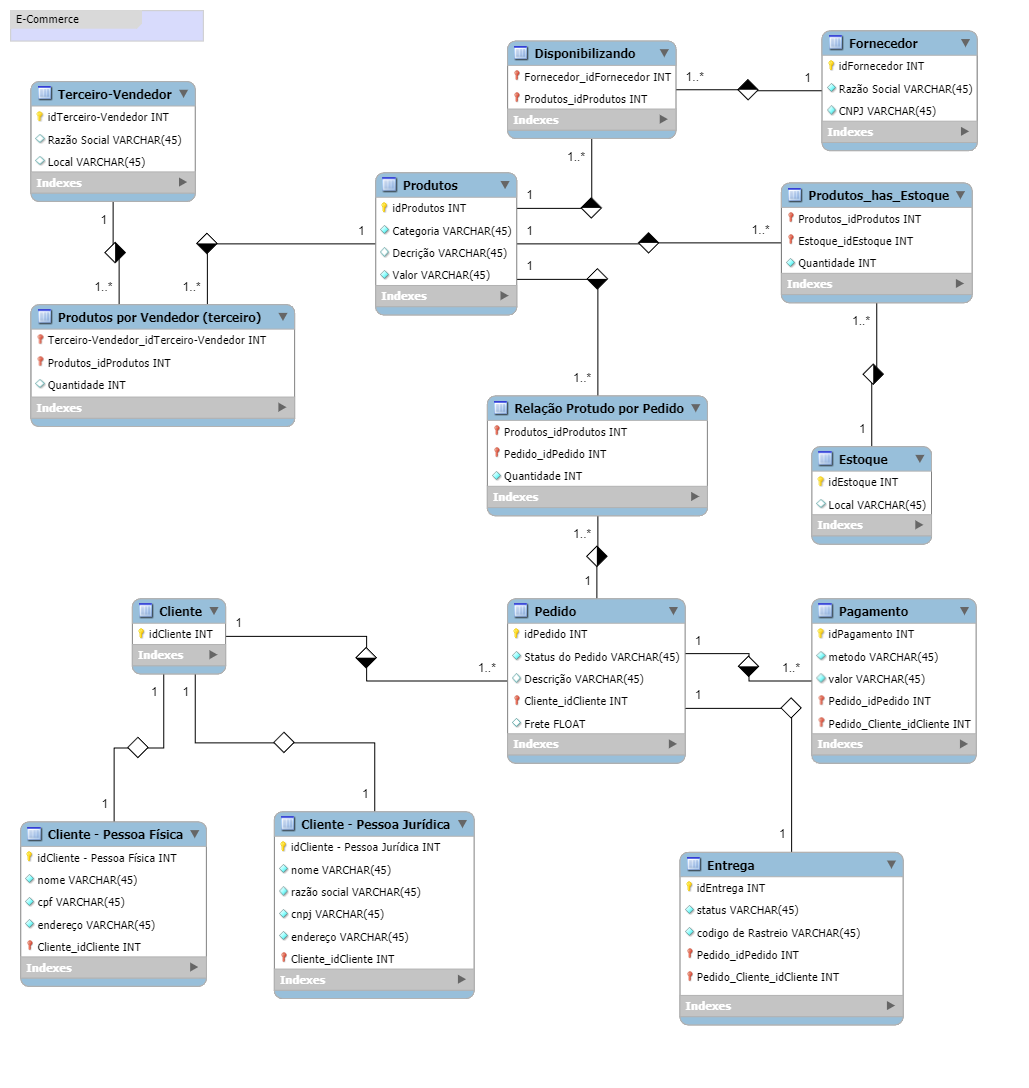 E-Commerce
Disponibilizando
Fornecedor_idFornecedor INT
Produtos_idProdutos INT
Indexes
1..*
1
Fornecedor
idFornecedor INT
Razão Social VARCHAR(45)
CNPJ VARCHAR(45)
Indexes
Terceiro-Vendedor
idTerceiro-Vendedor INT
Razão Social VARCHAR(45)
Local VARCHAR(45)
Indexes
1
1..*
1..*
1
Produtos
idProdutos INT
Categoria VARCHAR(45)
Decrição VARCHAR(45)
Valor VARCHAR(45)
Indexes
1
1..*
1
1..*
1
1..*
Produtos_has_Estoque
Produtos_idProdutos INT
Estoque_idEstoque INT
Quantidade INT
Indexes
1..*
1
Produtos por Vendedor (terceiro)
Terceiro-Vendedor_idTerceiro-Vendedor INT
Produtos_idProdutos INT
Quantidade INT
Indexes
Relação Protudo por Pedido
Produtos_idProdutos INT
Pedido_idPedido INT
Quantidade INT
Indexes
1..*
1
Estoque
idEstoque INT
Local VARCHAR(45)
Indexes
Cliente
idCliente INT
Indexes
1
1..*
1
1
1
1
Pedido
idPedido INT
Status do Pedido VARCHAR(45)
Descrição VARCHAR(45)
Cliente_idCliente INT
Frete FLOAT
Indexes
1
1..*
1
1
Pagamento
idPagamento INT
metodo VARCHAR(45)
valor VARCHAR(45)
Pedido_idPedido INT
Pedido_Cliente_idCliente INT
Indexes
Cliente - Pessoa Física
idCliente - Pessoa Física INT
nome VARCHAR(45)
cpf VARCHAR(45)
endereço VARCHAR(45)
Cliente_idCliente INT
Indexes
Cliente - Pessoa Jurídica
idCliente - Pessoa Jurídica INT
nome VARCHAR(45)
razão social VARCHAR(45)
cnpj VARCHAR(45)
endereço VARCHAR(45)
Cliente_idCliente INT
Indexes
Entrega
idEntrega INT
status VARCHAR(45)
codigo de Rastreio VARCHAR(45)
Pedido_idPedido INT
Pedido_Cliente_idCliente INT
Indexes